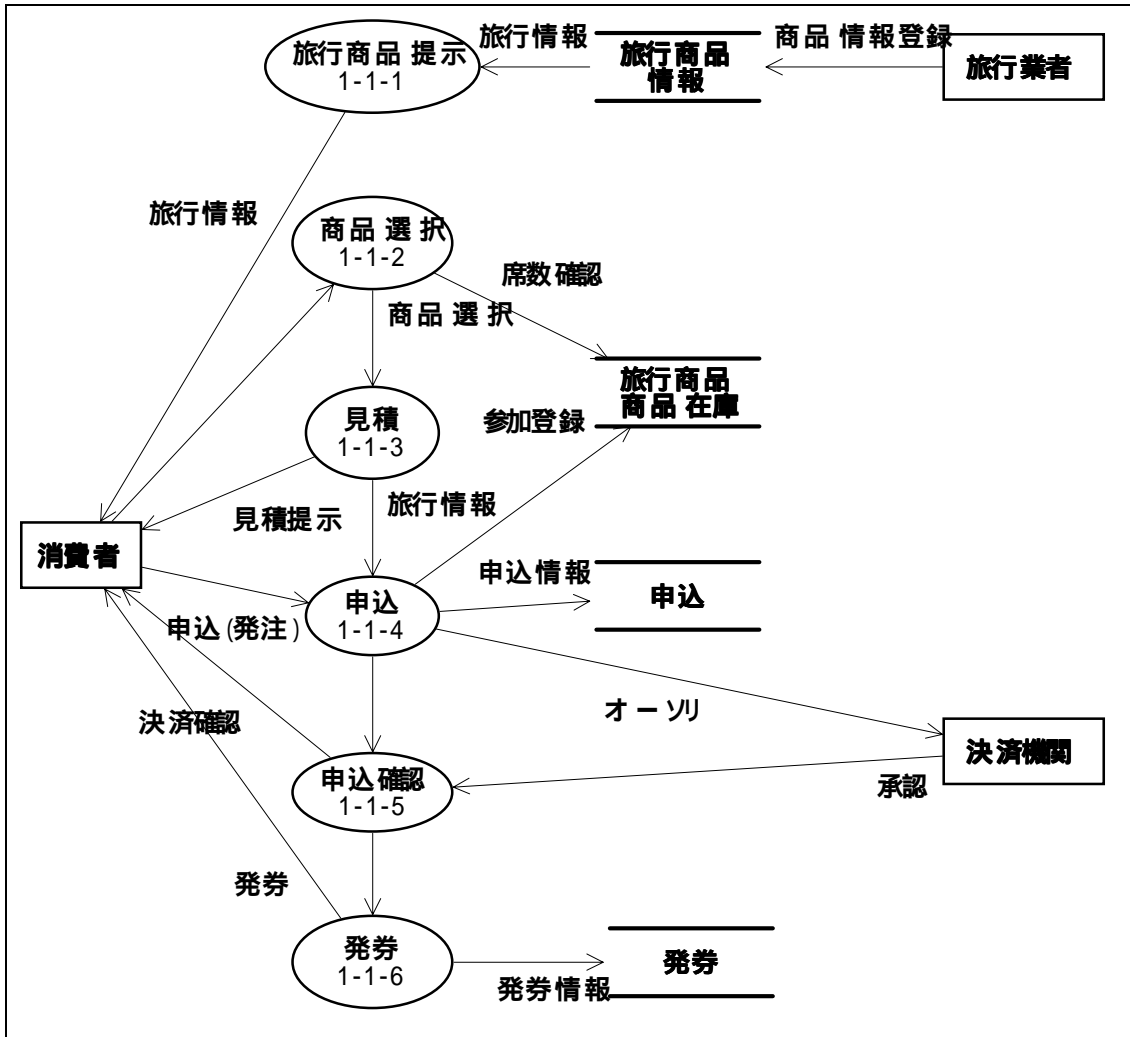 旅行商品提示
1-1-1
旅行情報
旅行商品
情報
商品情報登録
旅行業者
旅行情報
商品選択
1-1-2
席数確認
商品選択
旅行商品
商品在庫
見積
1-1-3
参加登録
見積提示
旅行情報
消費者
申込
1-1-4
申込情報
申込
申込(発注)
オーソリ
決済確認
決済機関
申込確認
1-1-5
承認
発券
発券
1-1-6
発券情報
発券